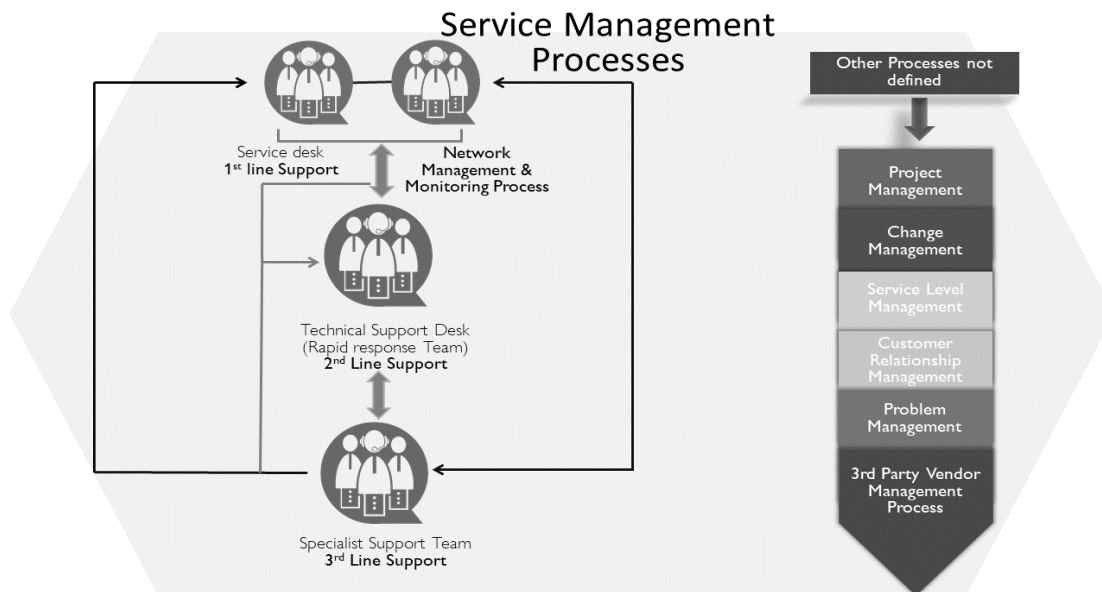 Service Management
Processes
Service desk
1st line Support
Network
Management &
Monitoring Process
Technical Support Desk
(Rapid response Team)
2nd Line Support
Specialist Support Team
3rd Line Support
Other Processes not
defined
Project
Management
Change
Management
Service Level
Management
Customer
Relationship
Management
Problem
Management
3rd Party Vendor
Management
Process